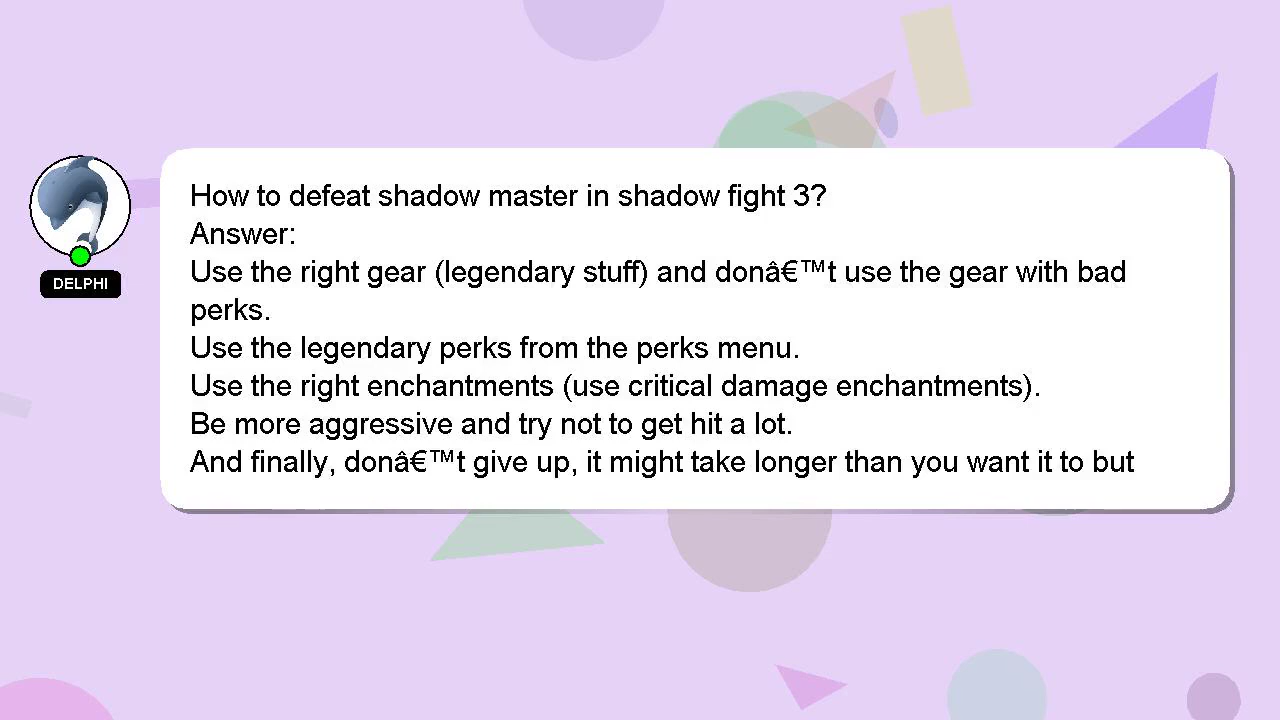 How to defeat shadow master in shadow fight 3?
Answer:
Use the right gear (legendary stuff) and donâ€™t use the gear with bad
perks.
Use the legendary perks from the perks menu.
Use the right enchantments (use critical damage enchantments).
Be more aggressive and try not to get hit a lot.
And finally, donâ€™t give up, it might take longer than you want it to but
DELPHI